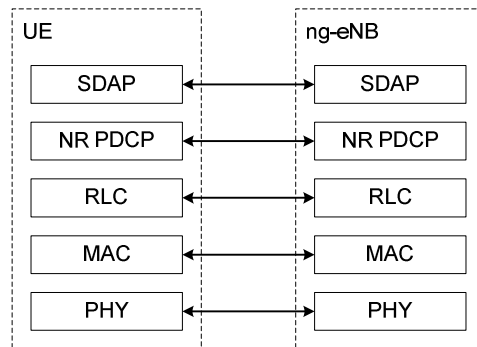 UE
ng-eNB
SDAP
SDAP
NR PDCP
NR PDCP
RLC
RLC
MAC
MAC
PHY
PHY